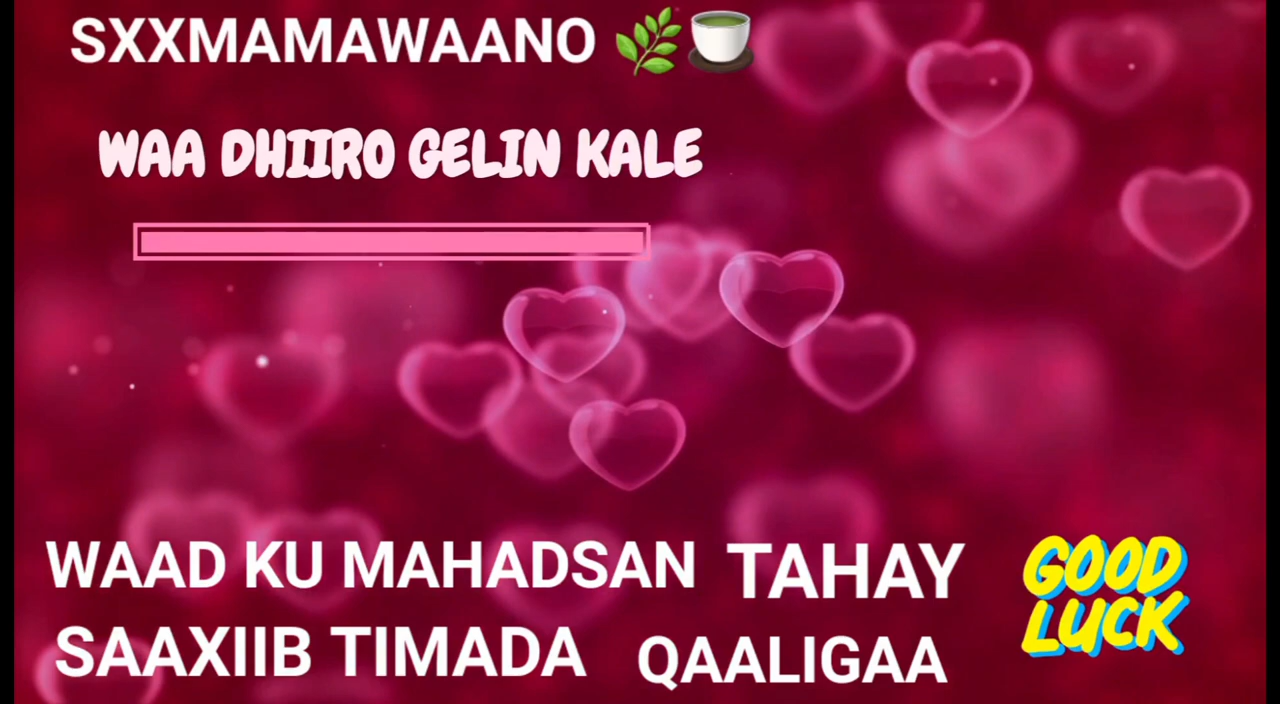 SXXMAMAWAANO 🌿🍵
WAA DHIIRO GELIN KALE
WAAD KU MAHADSAN TAHAY
SAAXIIB TIMADA QAALIGAA
GOOD
LUCK